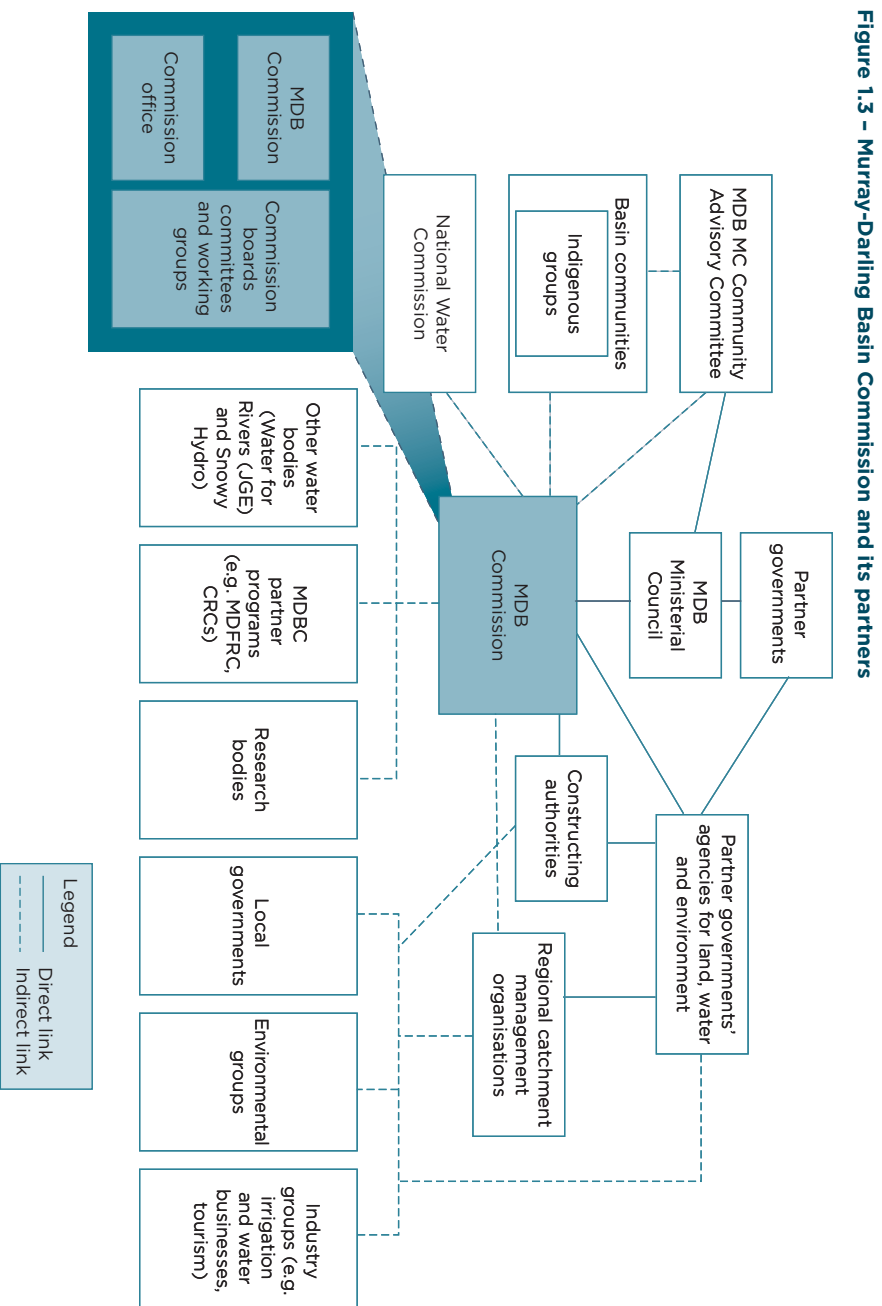 Figure 1.3 – Murray-Darling Basin Commission and its partners
Partner
governments
MDB MC Community
Advisory Committee
MDB
Ministerial
Council
Partner governments’
agencies for land, water
and environment
Basin communities
Indigenous
groups
Constructing
authorities
Regional catchment
management
organisations
MDB
Commission
National Water
Commission
MDB
Commission
Commission
office
Commission
boards
committees
and working
groups
Other water
bodies
(Water for
Rivers (JGE)
and Snowy
Hydro)
MDBC
partner
programs
(e.g. MDFRC,
CRCs)
Research
bodies
Local
governments
Environmental
groups
Industry
groups (e.g.
irrigation
and water
businesses,
tourism)
Legend
Direct link
Indirect link